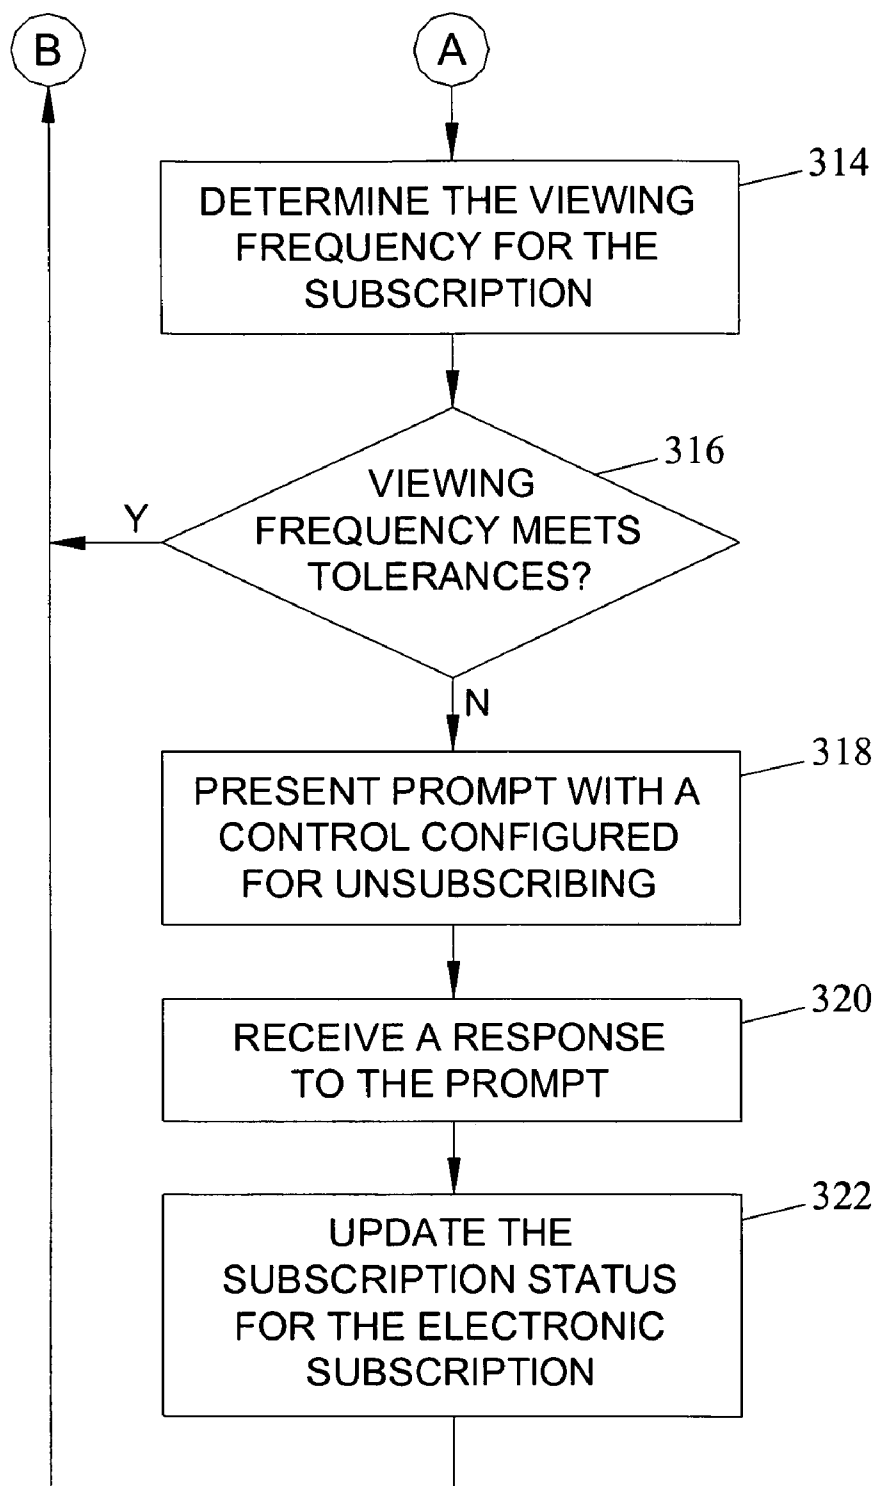 B
A
314
DETERMINE THE VIEWING
FREQUENCY FOR THE
SUBSCRIPTION
316
VIEWING
FREQUENCY MEETS
TOLERANCES?
Y
N
318
PRESENT PROMPT WITH A
CONTROL CONFIGURED
FOR UNSUBSCRIBING
320
RECEIVE A RESPONSE
TO THE PROMPT
322
UPDATE THE
SUBSCRIPTION STATUS
FOR THE ELECTRONIC
SUBSCRIPTION